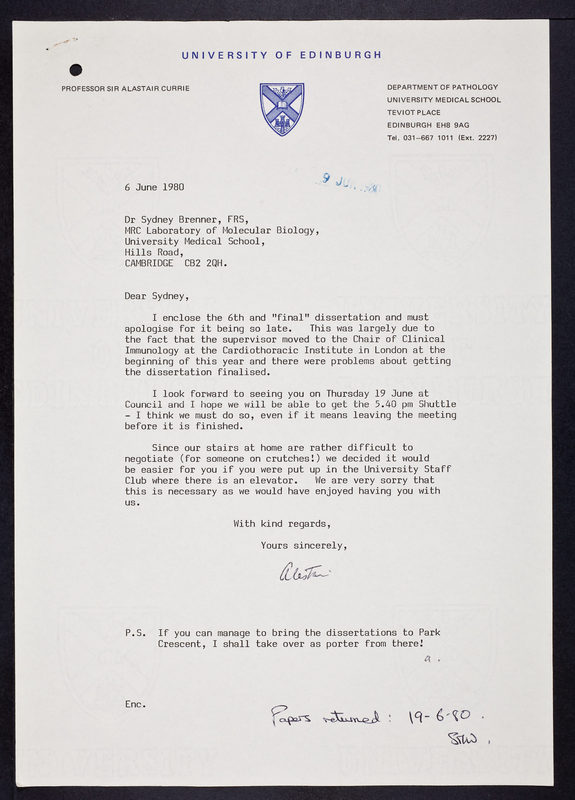 UNIVERSITY OF EDINBURGH
PROFESSOR SIR ALASTAIR CURRIE
DEPARTMENT OF PATHOLOGY
UNIVERSITY MEDICAL SCHOOL
TEVIOT PLACE
EDINBURGH EH8 9AG
Tel. 031–667 1011 (Ext. 2227)
6 June 1980
9 JU
Dr Sydney Brenner, FRS,
MRC Laboratory of Molecular Biology,
University Medical School,
Hills Road,
CAMBRIDGE CB2 2QH.
Dear Sydney,
I enclose the 6th and "final" dissertation and must
apologise for it being so late. This was largely due to
the fact that the supervisor moved to the Chair of Clinical
Immunology at the Cardiothoracic Institute in London at the
beginning of this year and there were problems about getting
the dissertation finalised.
I look forward to seeing you on Thursday 19 June at
Council and I hope we will be able to get the 5.40 pm Shuttle
- I think we must do so, even if it means leaving the meeting
before it is finished.
Since our stairs at home are rather difficult to
negotiate (for someone on crutches!) we decided it would
be easier for you if you were put up in the University Staff
Club where there is an elevator. We are very sorry that
this is necessary as we would have enjoyed having you with
us.
With kind regards,
Yours sincerely,
Alastair
P.S. If you can manage to bring the dissertations to Park
Crescent, I shall take over as porter from there!
a.
Enc.
Papers returned: 19-6-80.